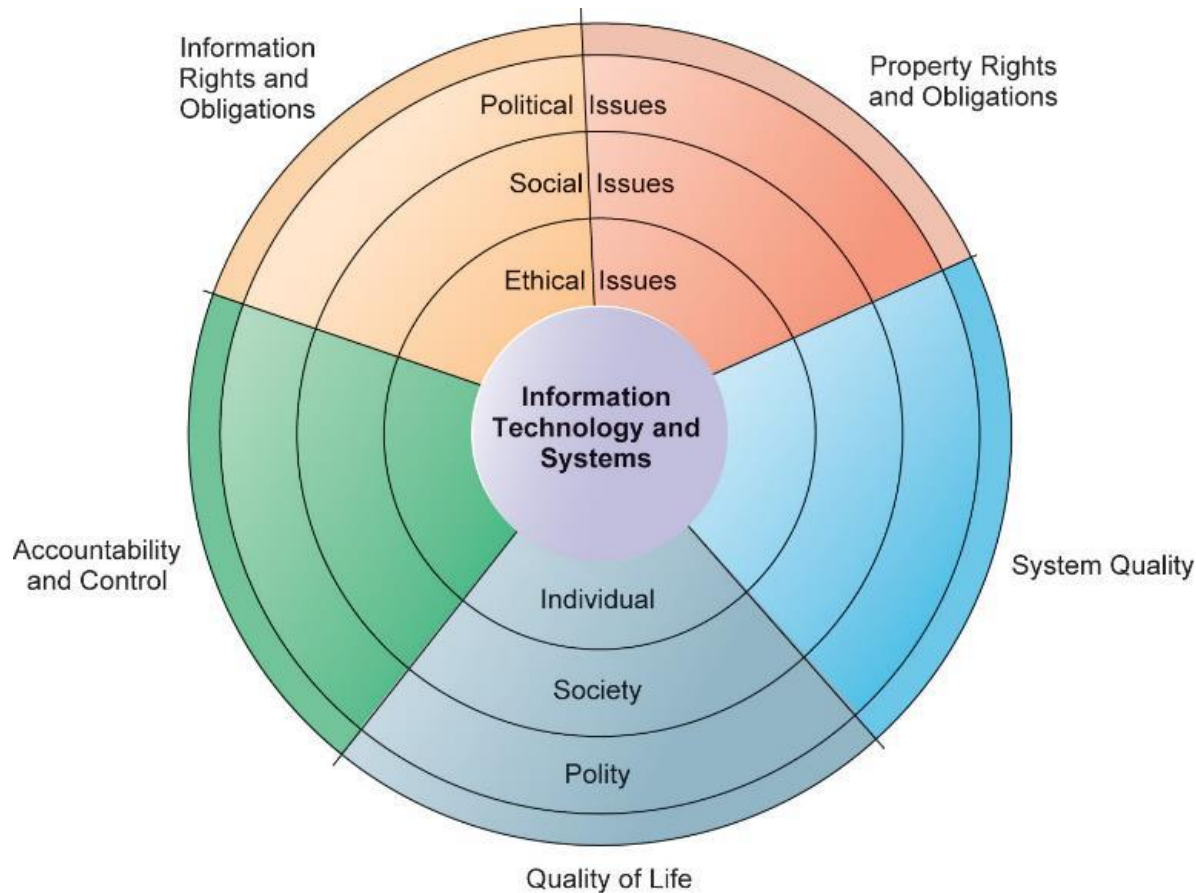 Information
Rights and
Obligations
Property Rights
and Obligations
Political Issues
Social Issues
Ethical Issues
Information
Technology and
Systems
Accountability
and Control
System Quality
Individual
Society
Polity
Quality of Life